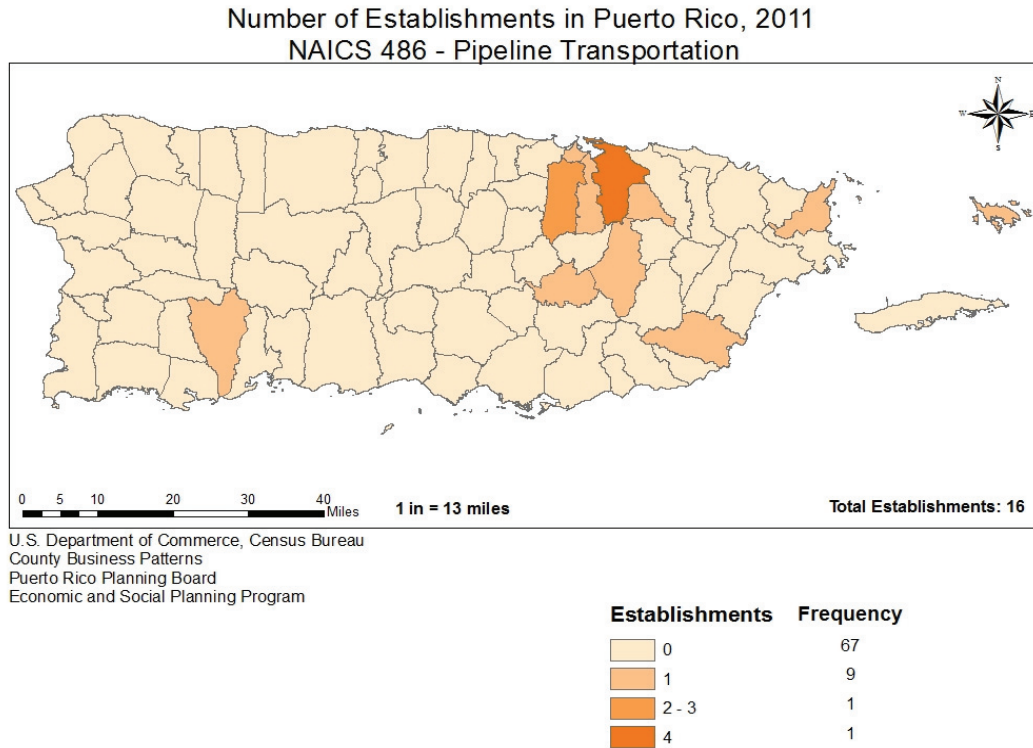 Number of Establishments in Puerto Rico, 2011
NAICS 486 - Pipeline Transportation
N
W E
S
0 5 10 20 30 40
Miles
1 in = 13 miles
Total Establishments: 16
U.S. Department of Commerce, Census Bureau
County Business Patterns
Puerto Rico Planning Board
Economic and Social Planning Program
Establishments Frequency
0 67
1 9
2 - 3 1
4 1